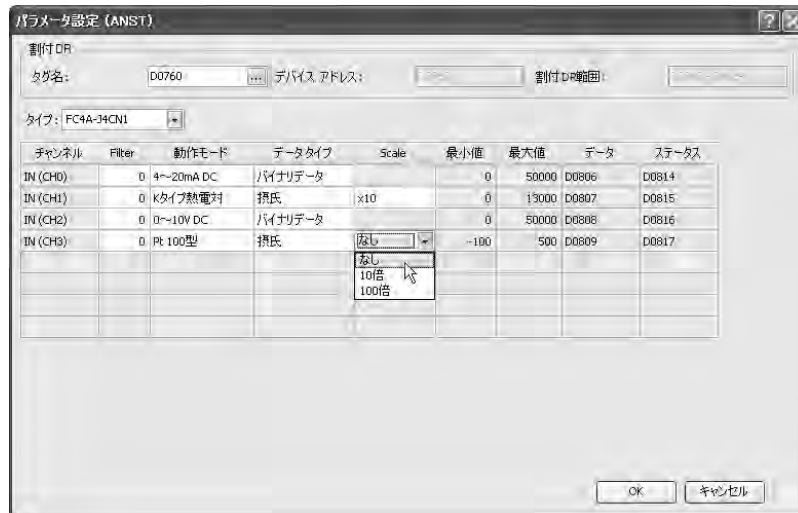 パラメータ設定 (ANST)
割付DR
タグ名: D0760 ... デバイス アドレス: 割付DR範囲:
タイプ: FC4A-J4CN1
チャンネル Filter 動作モード データタイプ Scale 最小値 最大値 データ ステータス
IN (CH0) 0 4～20mA DC バイナリデータ 0 50000 D0806 D0814
IN (CH1) 0 Kタイプ熱電対 摂氏 x10 0 13000 D0807 D0815
IN (CH2) 0 0～10V DC バイナリデータ 0 50000 D0808 D0816
IN (CH3) 0 Pt 100型 摂氏 なし -100 500 D0809 D0817
なし
10倍
100倍
OK キャンセル